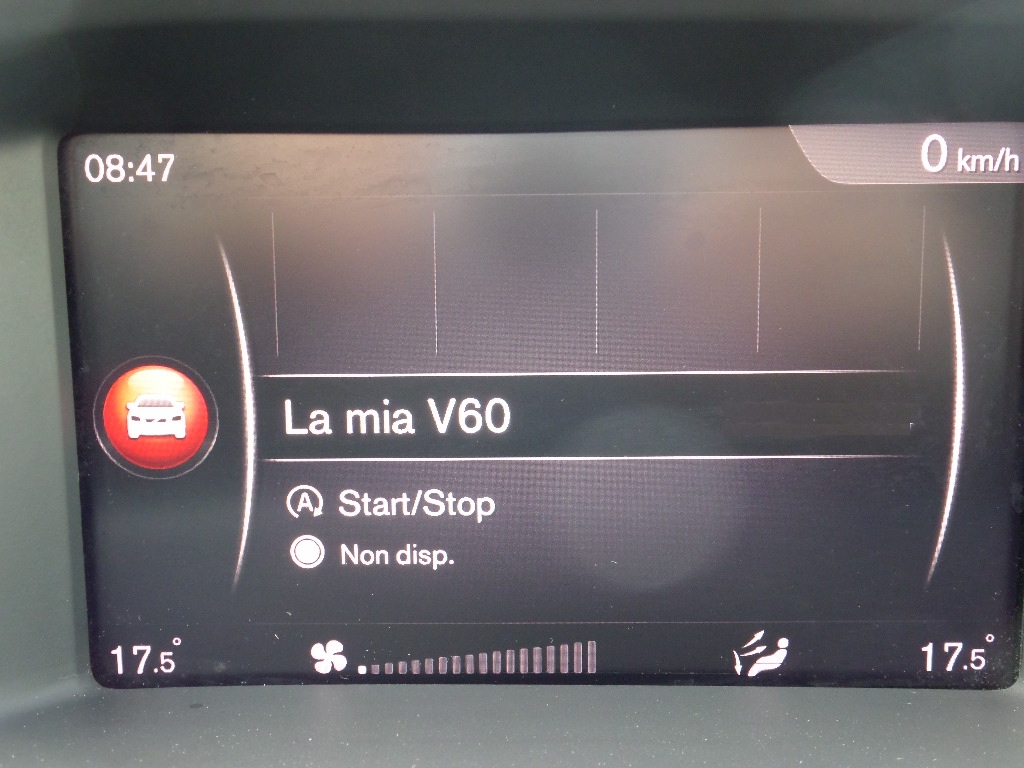 08:47
0 km/h
La mia V60
A Start/Stop
Non disp.
17.5° 17.5°